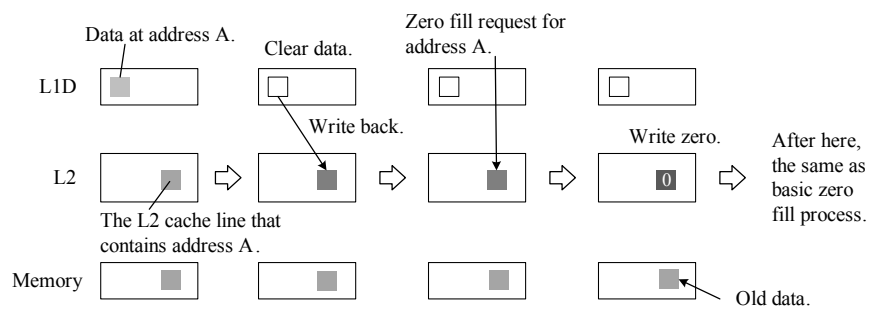 Data at address A.
Clear data.
Zero fill request for
address A.
L1D
Write back.
Write zero.
After here,
the same as
basic zero
fill process.
L2
0
The L2 cache line that
contains address A.
Memory
Old data.